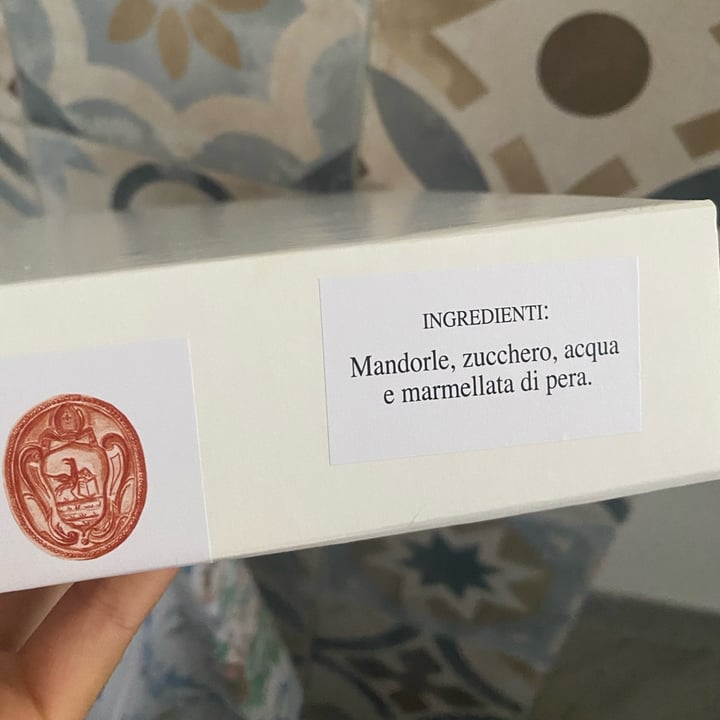 INGREDIENTI:
Mandorle, zucchero, acqua
e marmellata di pera.